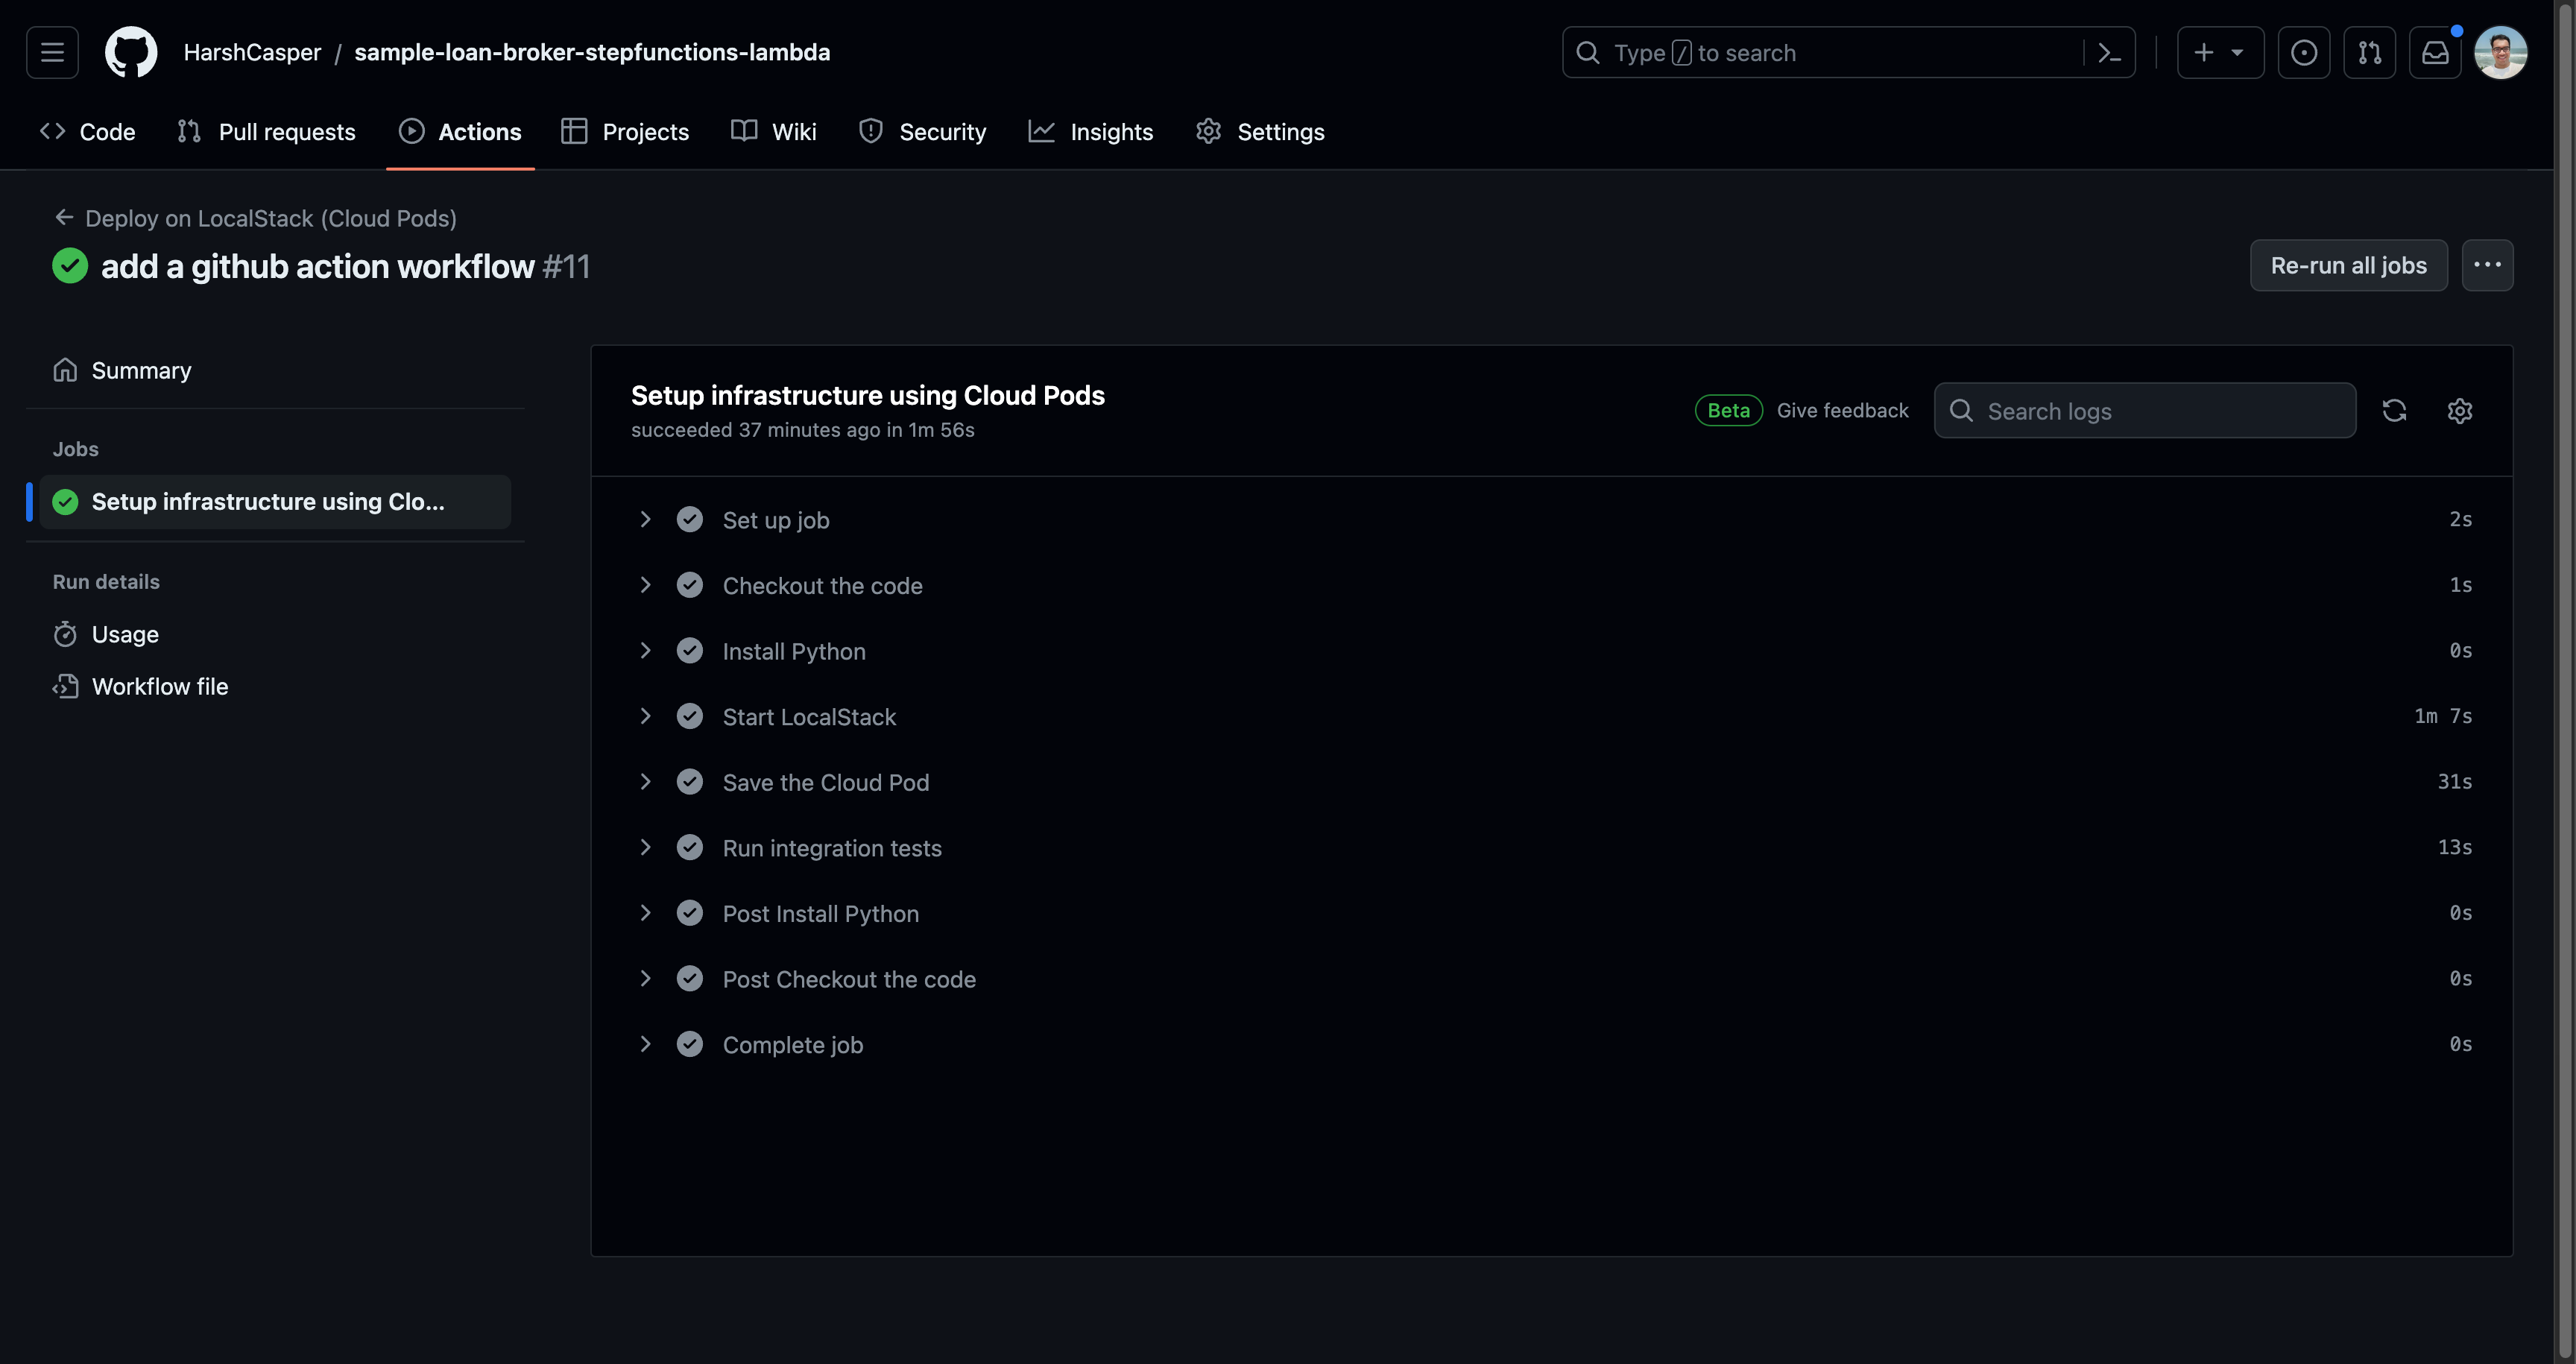 HarshCasper / sample-loan-broker-stepfunctions-lambda
Type / to search
Code
Pull requests
Actions
Projects
Wiki
Security
Insights
Settings
Deploy on LocalStack (Cloud Pods)
add a github action workflow #11
Re-run all jobs
Summary
Jobs
Setup infrastructure using Clo...
Run details
Usage
Workflow file
Setup infrastructure using Cloud Pods
succeeded 37 minutes ago in 1m 56s
Beta
Give feedback
Search logs
Set up job 2s
Checkout the code 1s
Install Python 0s
Start LocalStack 1m 7s
Save the Cloud Pod 31s
Run integration tests 13s
Post Install Python 0s
Post Checkout the code 0s
Complete job 0s